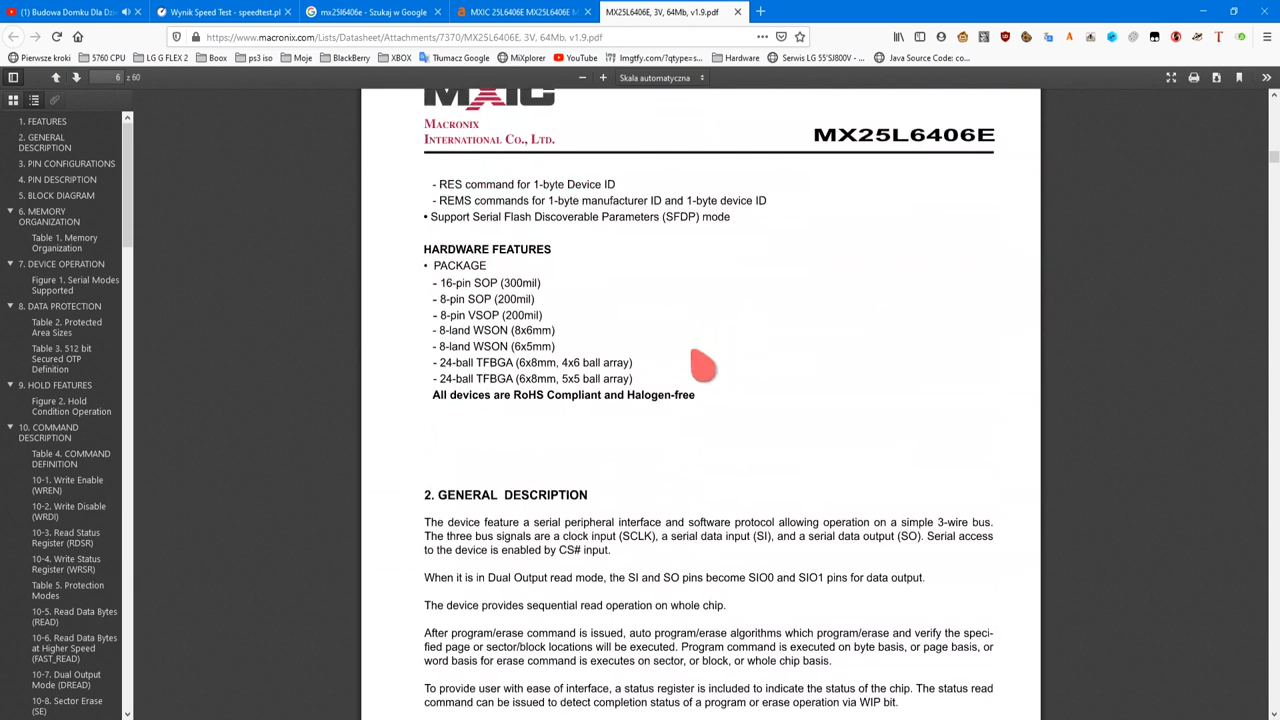 (1) Budowa Domku Dla Dzi
Wynik Speed Test - speedtest.pl
mx25l6406e - Szukaj w Google
MXIC 25L6406E MX25L6406E M
MX25L6406E, 3V, 64Mb, v1.9.pdf
https://www.macronix.com/Lists/Datasheet/Attachments/7370/MX25L6406E, 3V, 64Mb, v1.9.pdf
Pierwsze kroki
5760 CPU
LG G FLEX 2
Boox
ps3 iso
Moje
BlackBerry
XBOX
Tłumacz Google
MiXplorer
YouTube
lmgtfy.com/?qtype=s...
Hardware
Serwis LG 55'SJ800V - ...
Java Source Code: co...
6 z 60
Skala automatyczna
1. FEATURES
2. GENERAL
DESCRIPTION
3. PIN CONFIGURATIONS
4. PIN DESCRIPTION
5. BLOCK DIAGRAM
6. MEMORY
ORGANIZATION
Table 1. Memory
Organization
7. DEVICE OPERATION
Figure 1. Serial Modes
Supported
8. DATA PROTECTION
Table 2. Protected
Area Sizes
Table 3. 512 bit
Secured OTP
Definition
9. HOLD FEATURES
Figure 2. Hold
Condition Operation
10. COMMAND
DESCRIPTION
Table 4. COMMAND
DEFINITION
10-1. Write Enable
(WREN)
10-2. Write Disable
(WRDI)
10-3. Read Status
Register (RDSR)
10-4. Write Status
Register (WRSR)
Table 5. Protection
Modes
10-5. Read Data Bytes
(READ)
10-6. Read Data Bytes
at Higher Speed
(FAST_READ)
10-7. Dual Output
Mode (DREAD)
10-8. Sector Erase
(SE)
MXIC
MACRONIX
INTERNATIONAL CO., LTD.
MX25L6406E
- RES command for 1-byte Device ID
- REMS commands for 1-byte manufacturer ID and 1-byte device ID
• Support Serial Flash Discoverable Parameters (SFDP) mode
HARDWARE FEATURES
• PACKAGE
- 16-pin SOP (300mil)
- 8-pin SOP (200mil)
- 8-pin VSOP (200mil)
- 8-land WSON (8x6mm)
- 8-land WSON (6x5mm)
- 24-ball TFBGA (6x8mm, 4x6 ball array)
- 24-ball TFBGA (6x8mm, 5x5 ball array)
All devices are RoHS Compliant and Halogen-free
2. GENERAL DESCRIPTION
The device feature a serial peripheral interface and software protocol allowing operation on a simple 3-wire bus.
The three bus signals are a clock input (SCLK), a serial data input (SI), and a serial data output (SO). Serial access
to the device is enabled by CS# input.
When it is in Dual Output read mode, the SI and SO pins become SIO0 and SIO1 pins for data output.
The device provides sequential read operation on whole chip.
After program/erase command is issued, auto program/erase algorithms which program/erase and verify the speci-
fied page or sector/block locations will be executed. Program command is executed on byte basis, or page basis, or
word basis for erase command is executes on sector, or block, or whole chip basis.
To provide user with ease of interface, a status register is included to indicate the status of the chip. The status read
command can be issued to detect completion status of a program or erase operation via WIP bit.